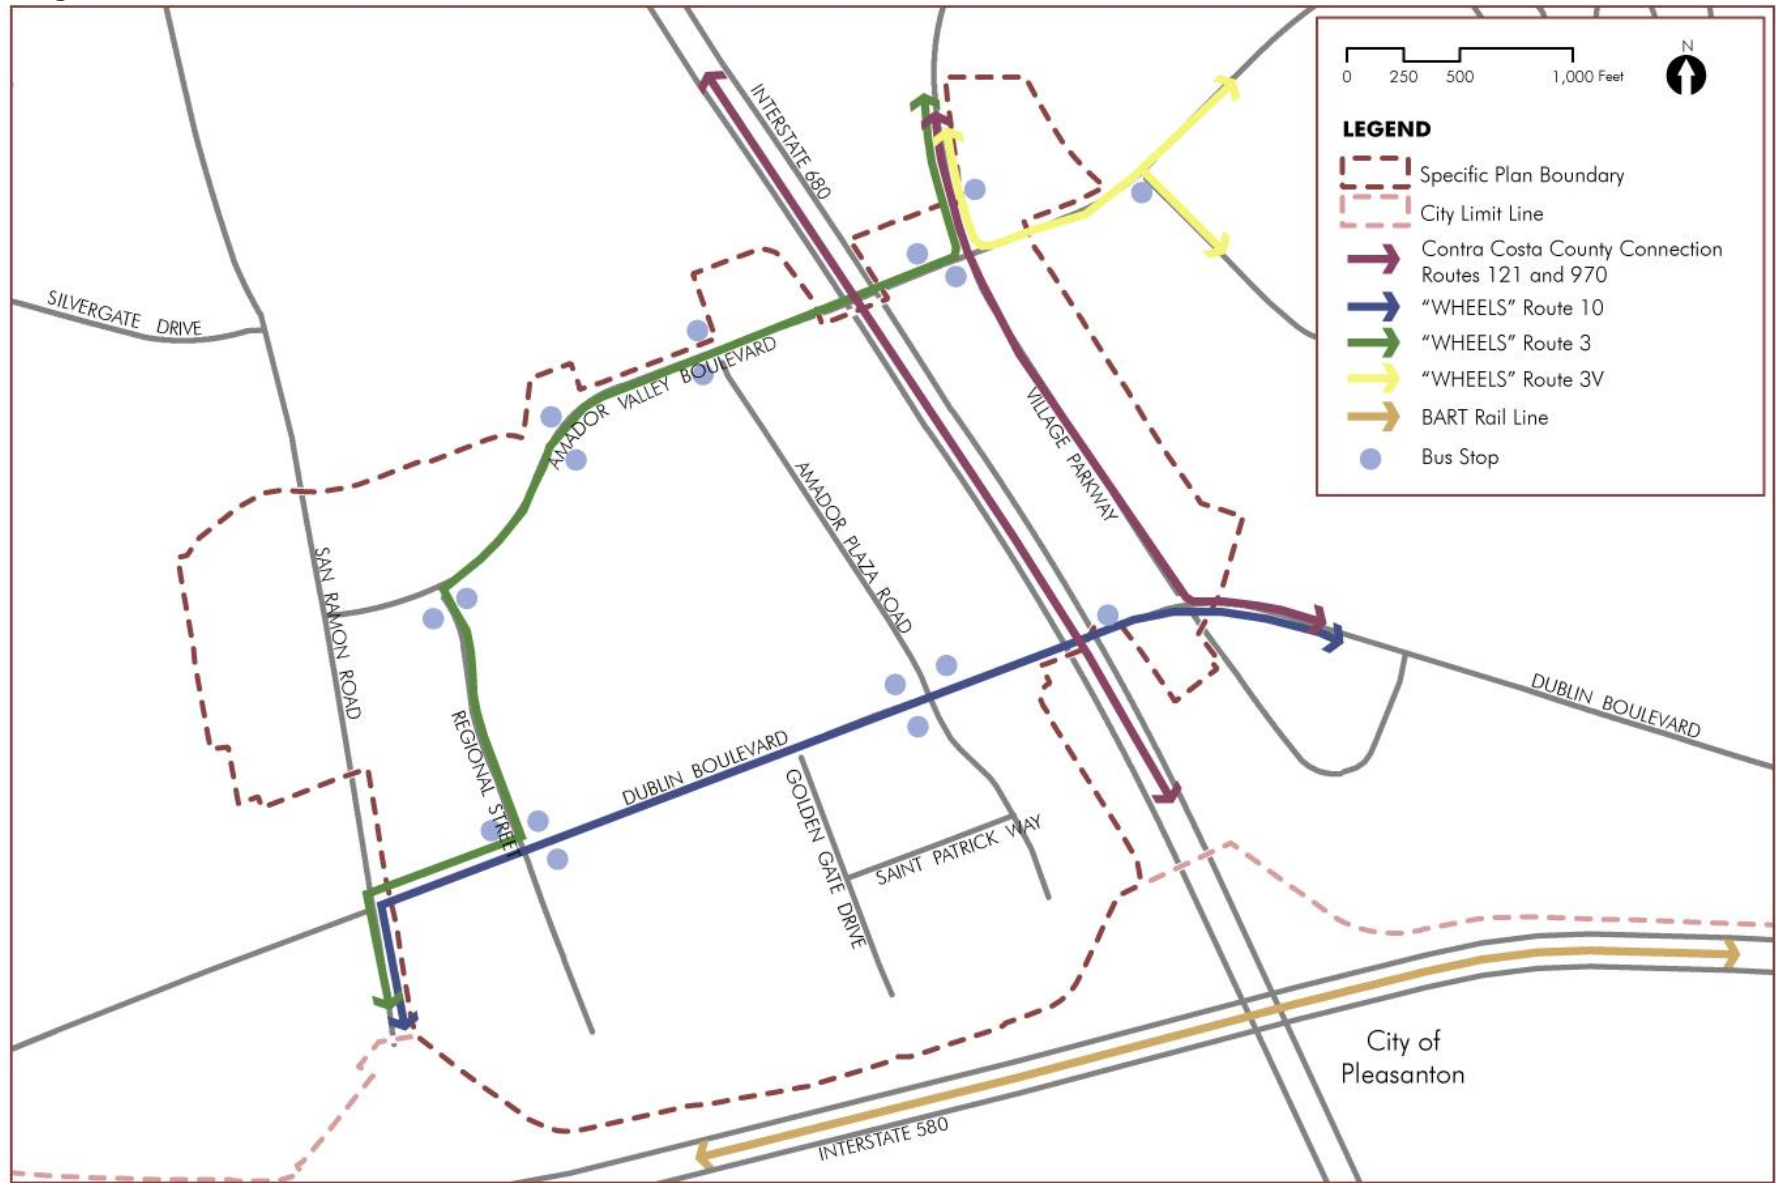 N
0 250 500 1,000 Feet
LEGEND
Specific Plan Boundary
City Limit Line
Contra Costa County Connection
Routes 121 and 970
“WHEELS” Route 10
“WHEELS” Route 3
“WHEELS” Route 3V
BART Rail Line
Bus Stop
INTERSTATE 680
SILVERGATE DRIVE
AMADOR VALLEY BOULEVARD
VILLAGE PARKWAY
AMADOR PLAZA ROAD
SAN RAMON ROAD
REGIONAL STREET
DUBLIN BOULEVARD
DUBLIN BOULEVARD
GOLDEN GATE DRIVE
SAINT PATRICK WAY
City of
Pleasanton
INTERSTATE 580